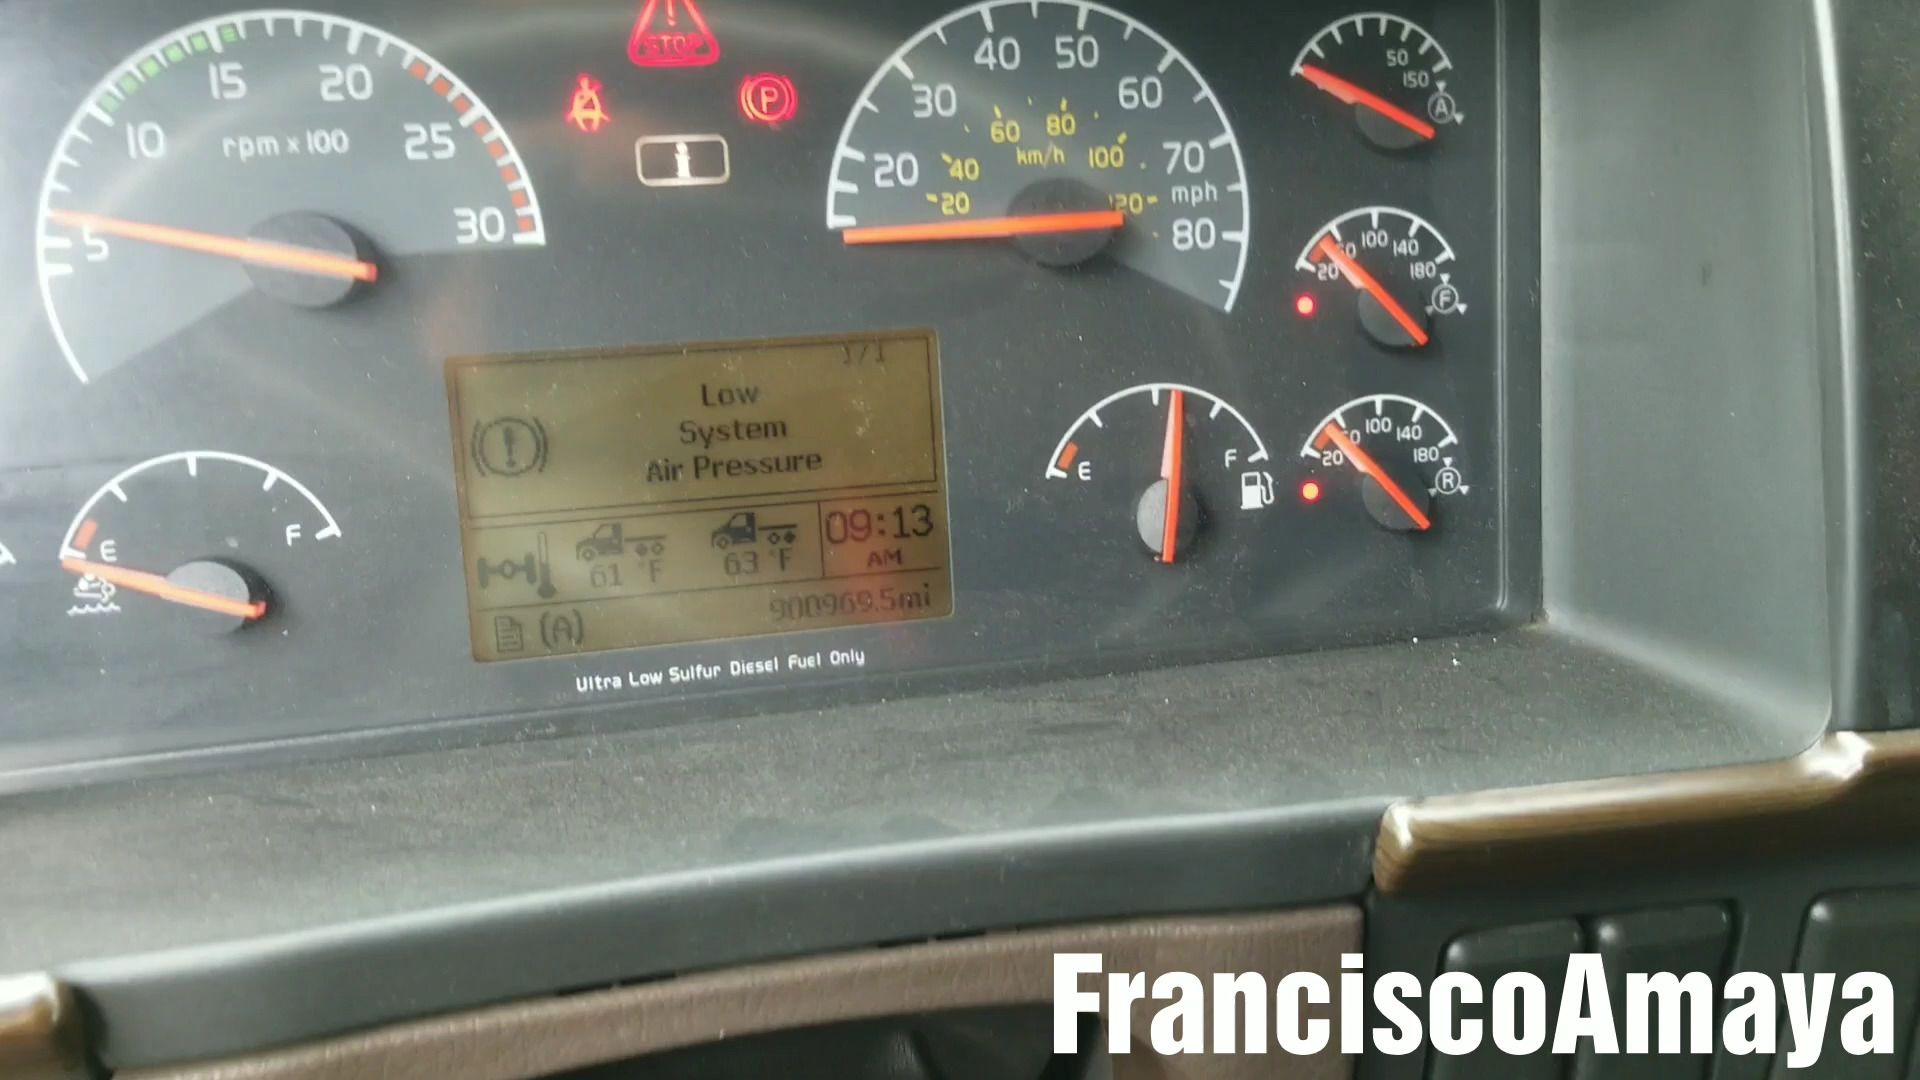 STOP
5
10
15
20
25
30
rpm x 100
P
20
30
40
50
60
70
80
mph
20
40
60
80
100
120
km/h
50
150
A
20
60
100
140
180
F
1/1
Low
System
Air Pressure
61 °F
63 °F
09:13
AM
(A)
900969.5mi
Ultra Low Sulfur Diesel Fuel Only
E
F
E
F
20
100
140
180
R
FranciscoAmaya